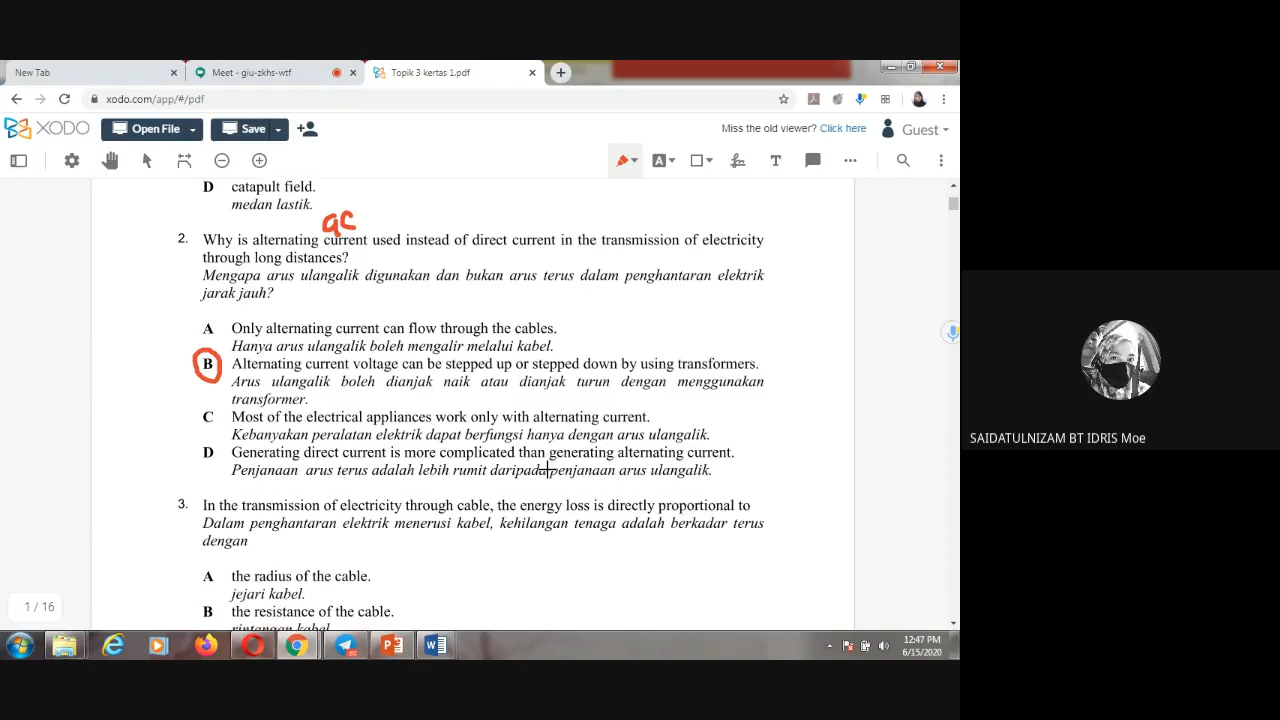 New Tab
Meet - giu-zkhs-wtf
Topik 3 kertas 1.pdf
xodo.com/app/#/pdf
XODO
Open File
Save
Miss the old viewer? Click here
Guest
D catapult field.
medan lastik.
ac
2. Why is alternating current used instead of direct current in the transmission of electricity
through long distances?
Mengapa arus ulangalik digunakan dan bukan arus terus dalam penghantaran elektrik
jarak jauh?
A Only alternating current can flow through the cables.
Hanya arus ulangalik boleh mengalir melalui kabel.
B Alternating current voltage can be stepped up or stepped down by using transformers.
Arus ulangalik boleh dianjak naik atau dianjak turun dengan menggunakan
transformer.
C Most of the electrical appliances work only with alternating current.
Kebanyakan peralatan elektrik dapat berfungsi hanya dengan arus ulangalik.
D Generating direct current is more complicated than generating alternating current.
Penjanaan arus terus adalah lebih rumit daripada penjanaan arus ulangalik.
3. In the transmission of electricity through cable, the energy loss is directly proportional to
Dalam penghantaran elektrik menerusi kabel, kehilangan tenaga adalah berkadar terus
dengan
A the radius of the cable.
jejari kabel.
B the resistance of the cable.
rintangan kabel
1 / 16
12:47 PM
6/15/2020
SAIDATULNIZAM BT IDRIS Moe